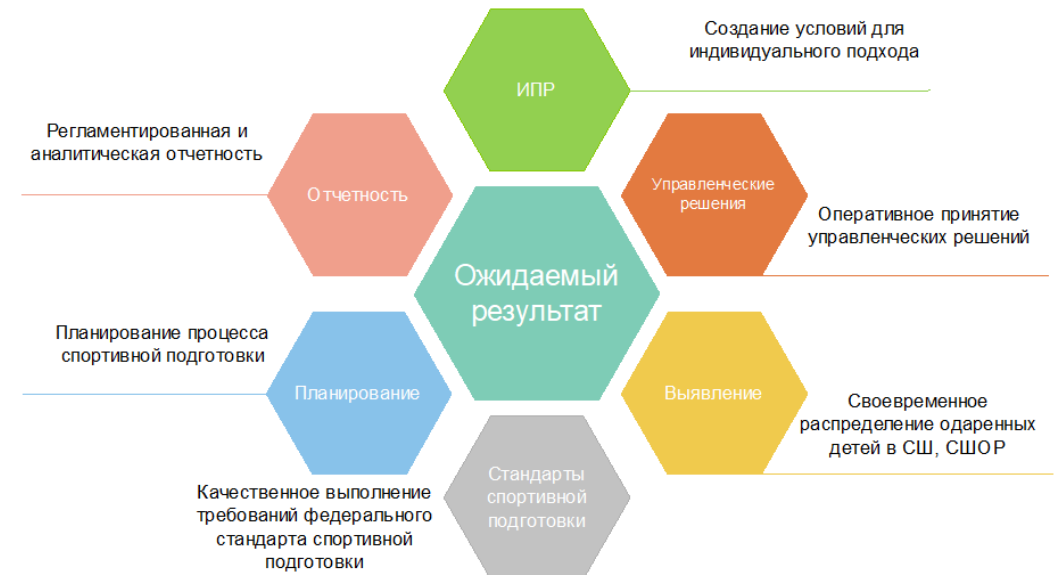 Создание условий для
индивидуального подхода
ИПР
Регламентированная и
аналитическая отчетность
Отчетность
Управленческие
решения
Оперативное принятие
управленческих решений
Ожидаемый
результат
Планирование процесса
спортивной подготовки
Планирование
Выявление
Своевременное
распределение одаренных
детей в СШ, СШОР
Стандарты
спортивной
подготовки
Качественное выполнение
требований федерального
стандарта спортивной
подготовки